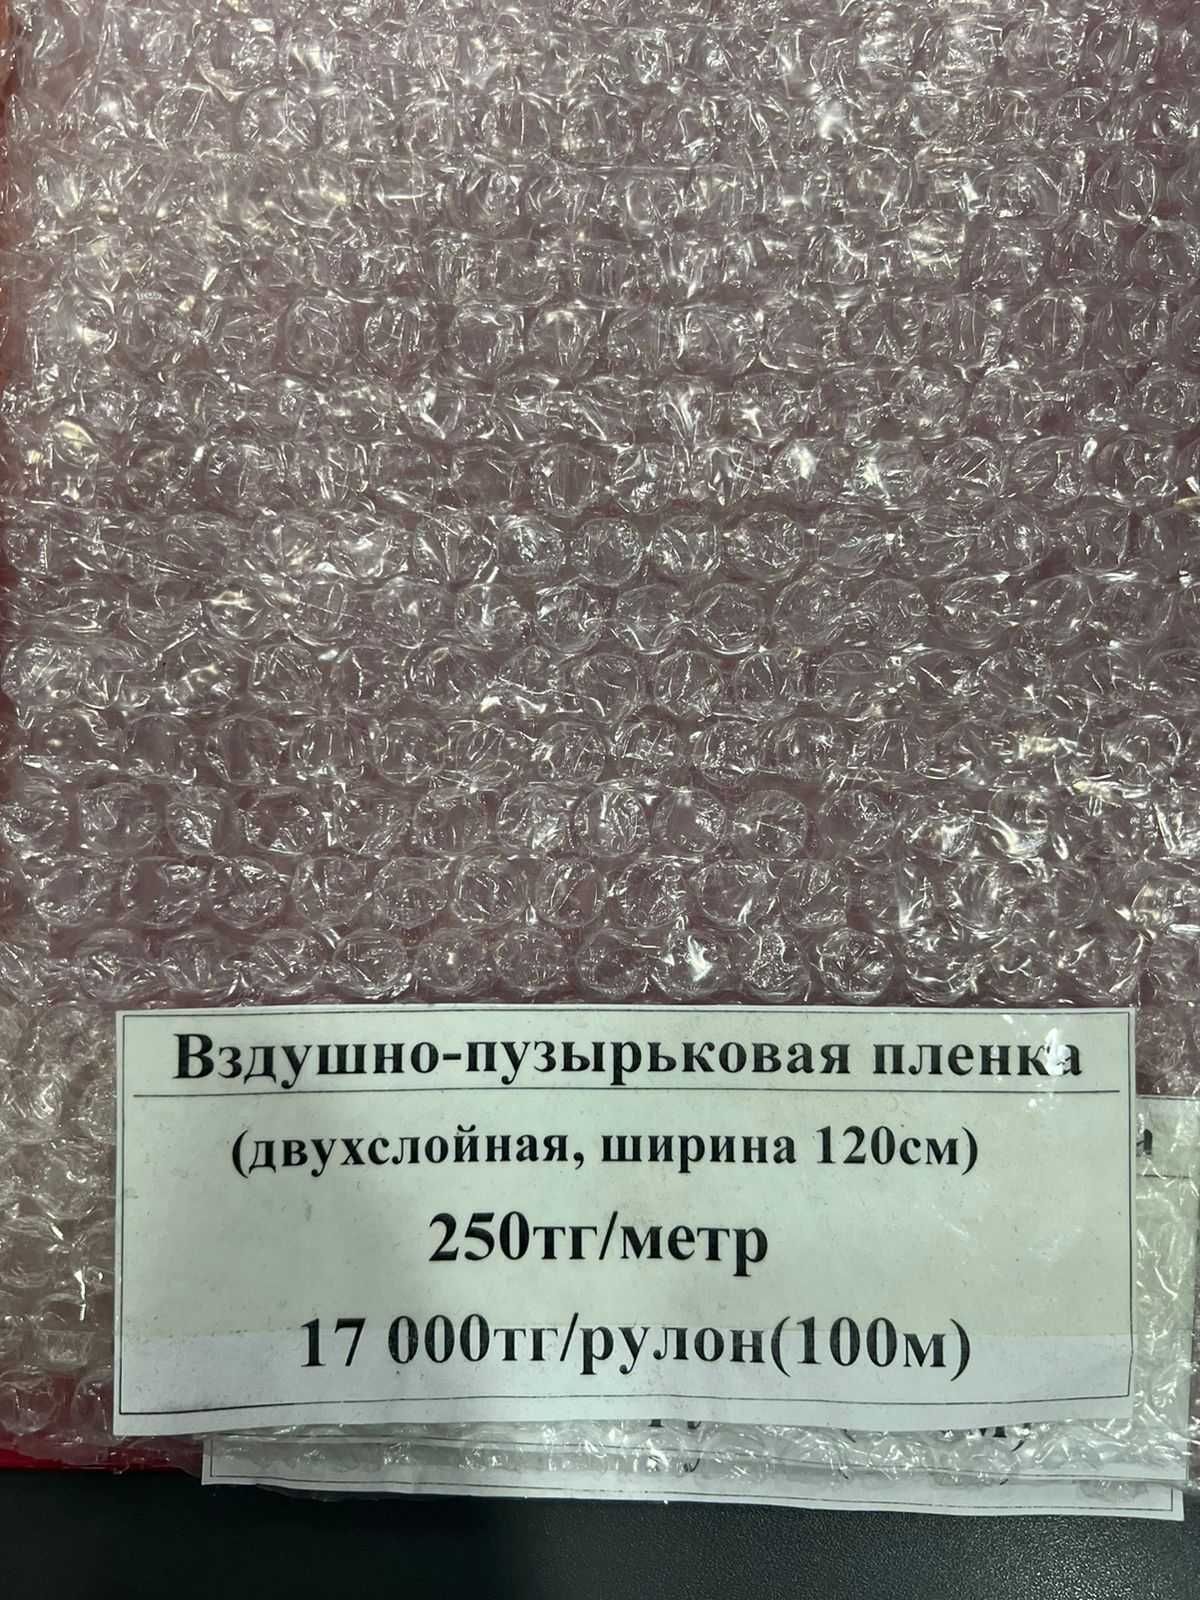 Вздушно-пузырьковая пленка
(двухслойная, ширина 120см)
250тг/метр
17 000тг/рулон(100м)